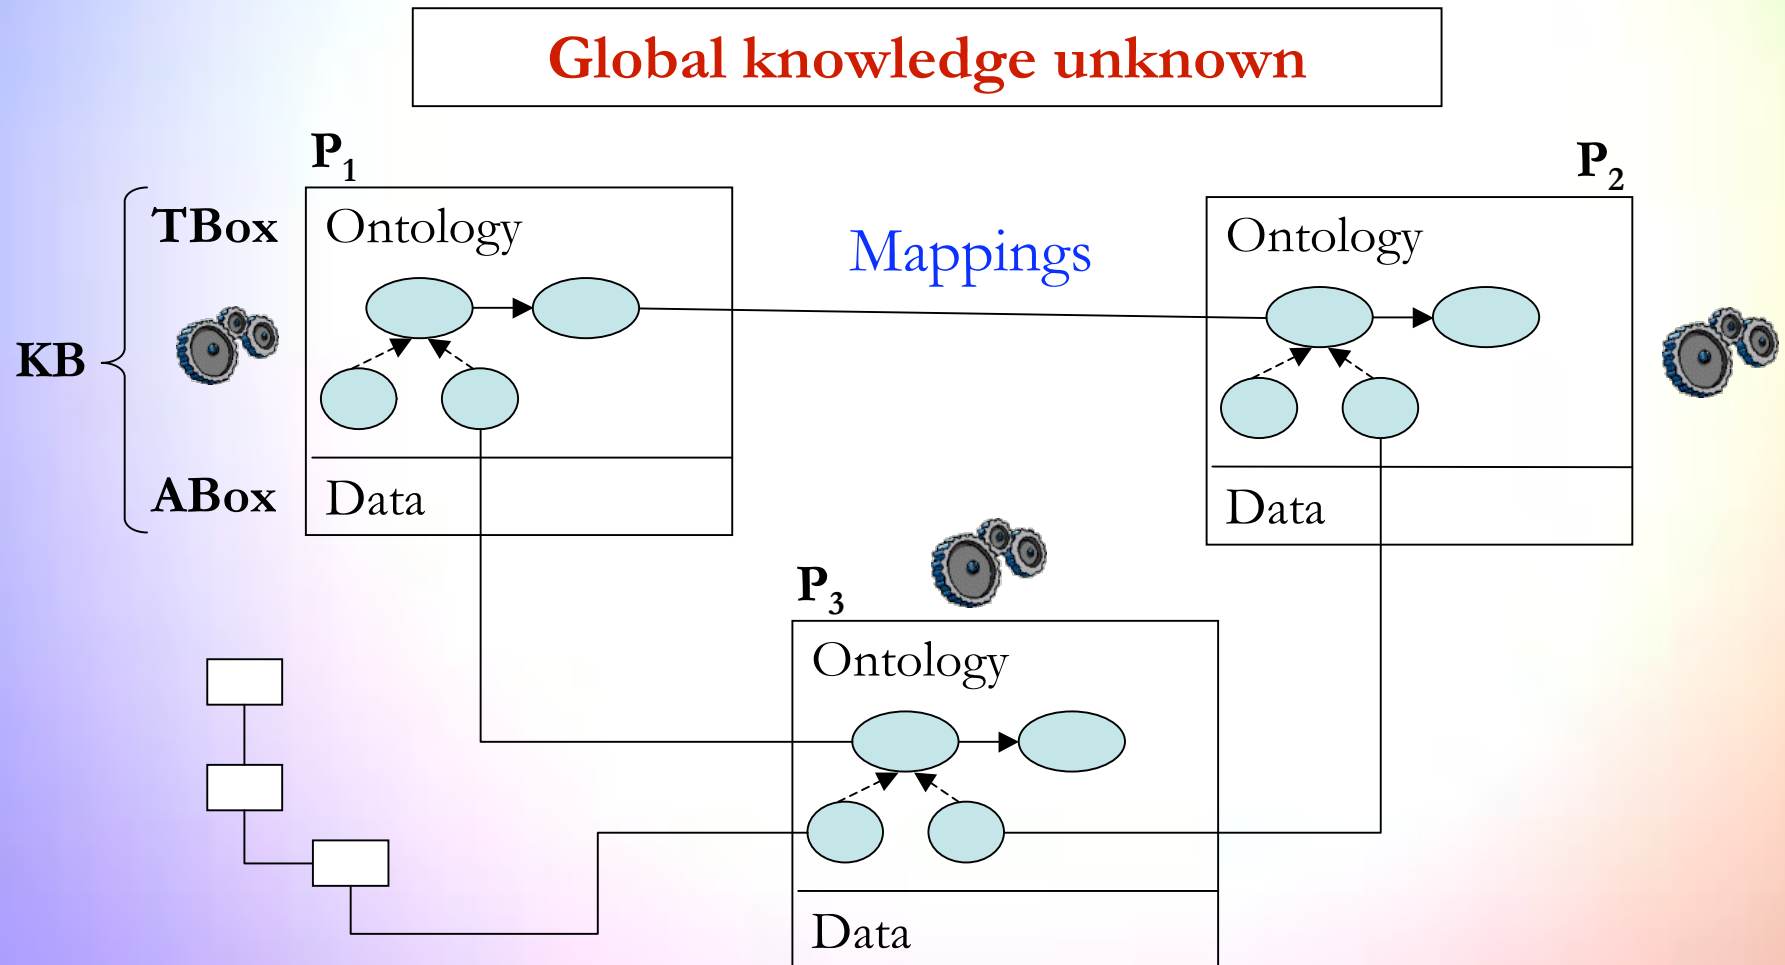 Global knowledge unknown
P1
P2
TBox
Ontology
Mappings
Ontology
KB
ABox
Data
Data
P3
Ontology
Data